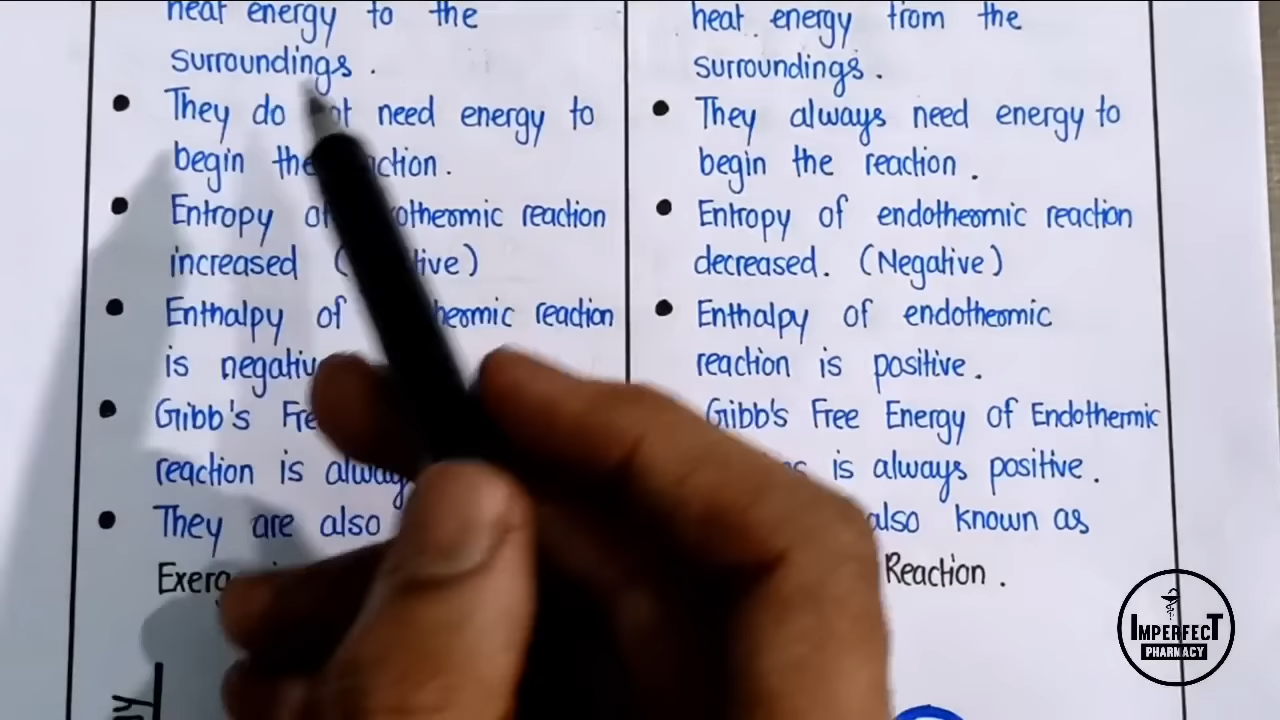 heat energy to the
surroundings.
They do need energy to
begin the
Entropy reaction
increased
Enthalpy of reaction
is
Gibb's
reaction is
They are also
heat energy from the
surroundings.
They always need energy to
begin the reaction.
Entropy of endothermic reaction
decreased. (Negative)
Enthalpy of endothermic
reaction is positive.
Gibb's Free Energy of Endothermic
is always positive.
also known as
Reaction.
IMPERFECT
PHARMACY